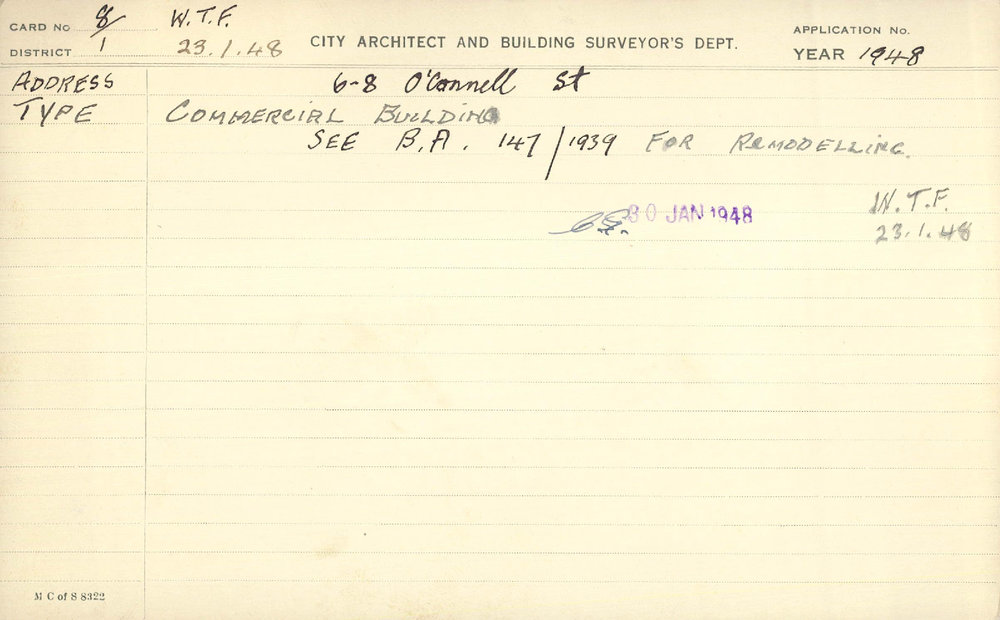 CARD No 8 W.T.F. APPLICATION No.
DISTRICT 1 23.1.48 CITY ARCHITECT AND BUILDING SURVEYOR'S DEPT. YEAR 1948
ADDRESS 6-8 O'Connell St
TYPE COMMERCIAL BUILDING
SEE B.A. 147/1939 FOR REMODELLING.
30 JAN 1948 W.T.F.
23.1.48
M C of S 8322